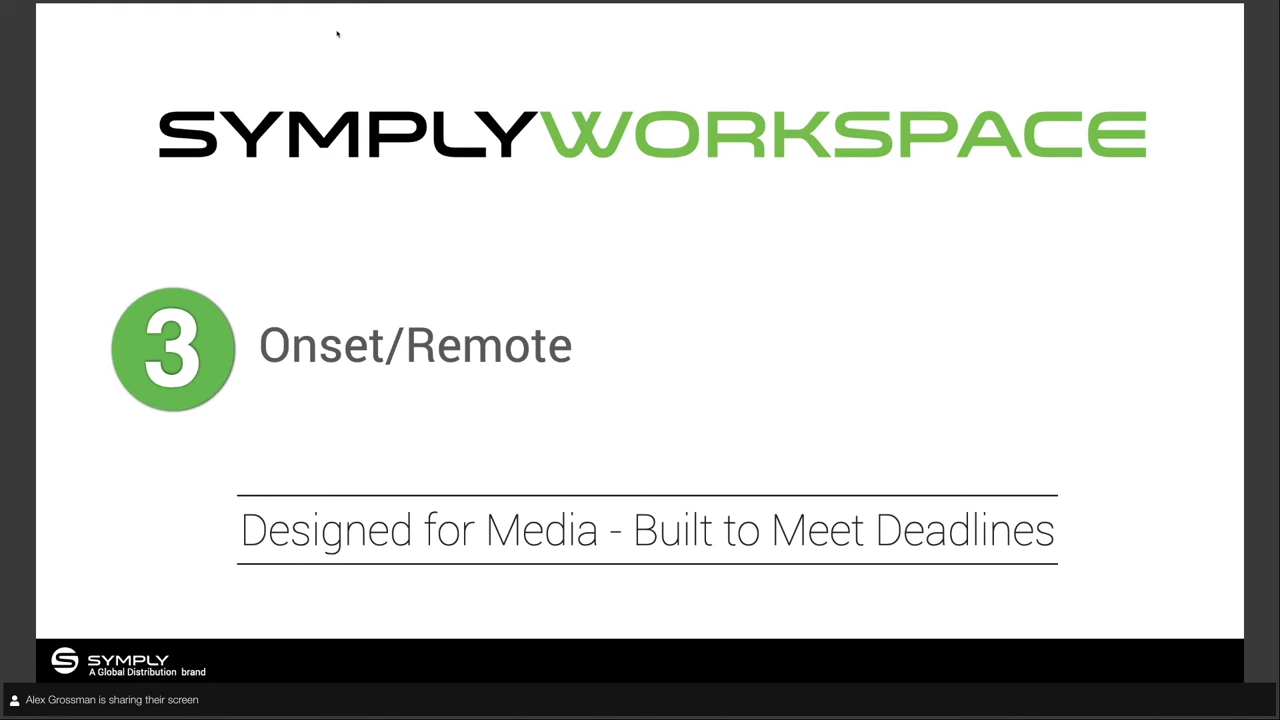 SYMPLYWORKSPACE
3 Onset/Remote
Designed for Media - Built to Meet Deadlines
S SYMPLY
A Global Distribution brand
Alex Grossman is sharing their screen